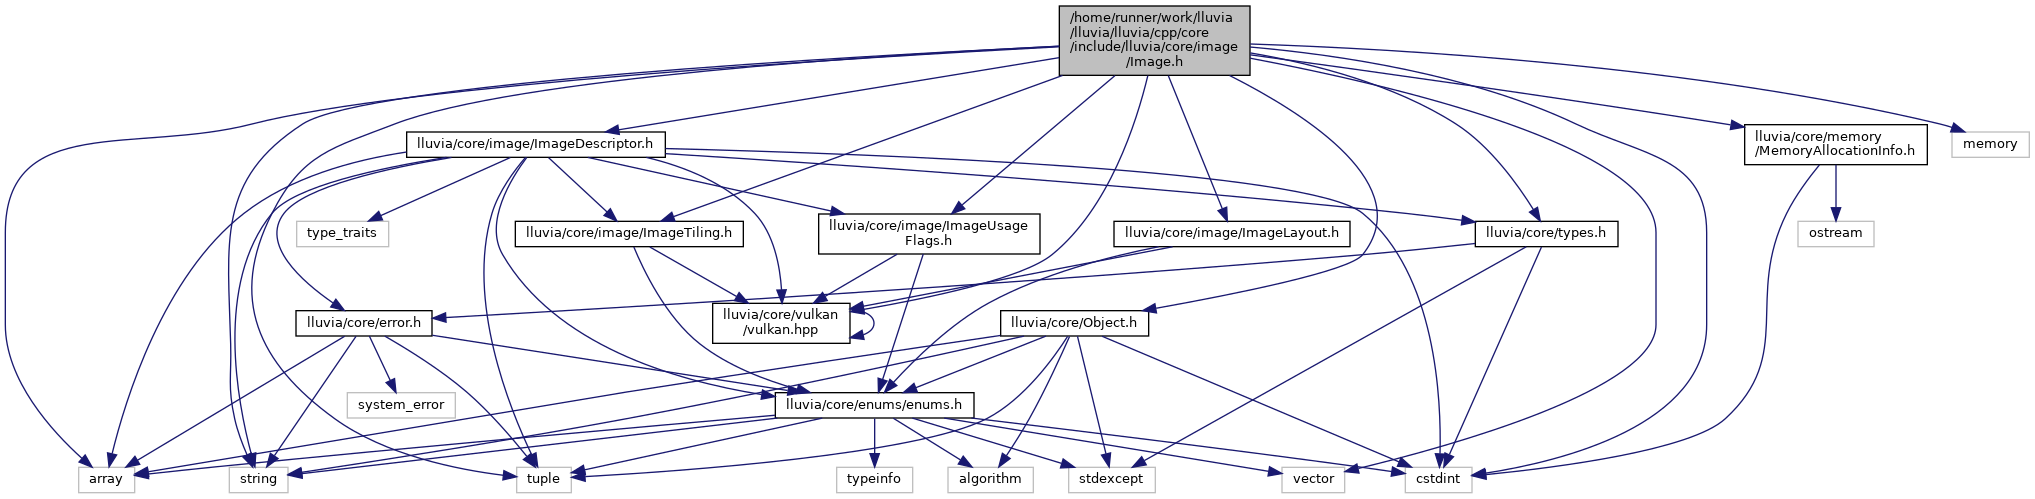 /home/runner/work/lluvia
/lluvia/lluvia/cpp/core
/include/lluvia/core/image
/Image.h
lluvia/core/image/ImageDescriptor.h
lluvia/core/memory
/MemoryAllocationInfo.h
memory
type_traits
lluvia/core/image/ImageTiling.h
lluvia/core/image/ImageUsage
Flags.h
lluvia/core/image/ImageLayout.h
lluvia/core/types.h
ostream
lluvia/core/error.h
lluvia/core/vulkan
/vulkan.hpp
lluvia/core/Object.h
system_error
lluvia/core/enums/enums.h
array
string
tuple
typeinfo
algorithm
stdexcept
vector
cstdint